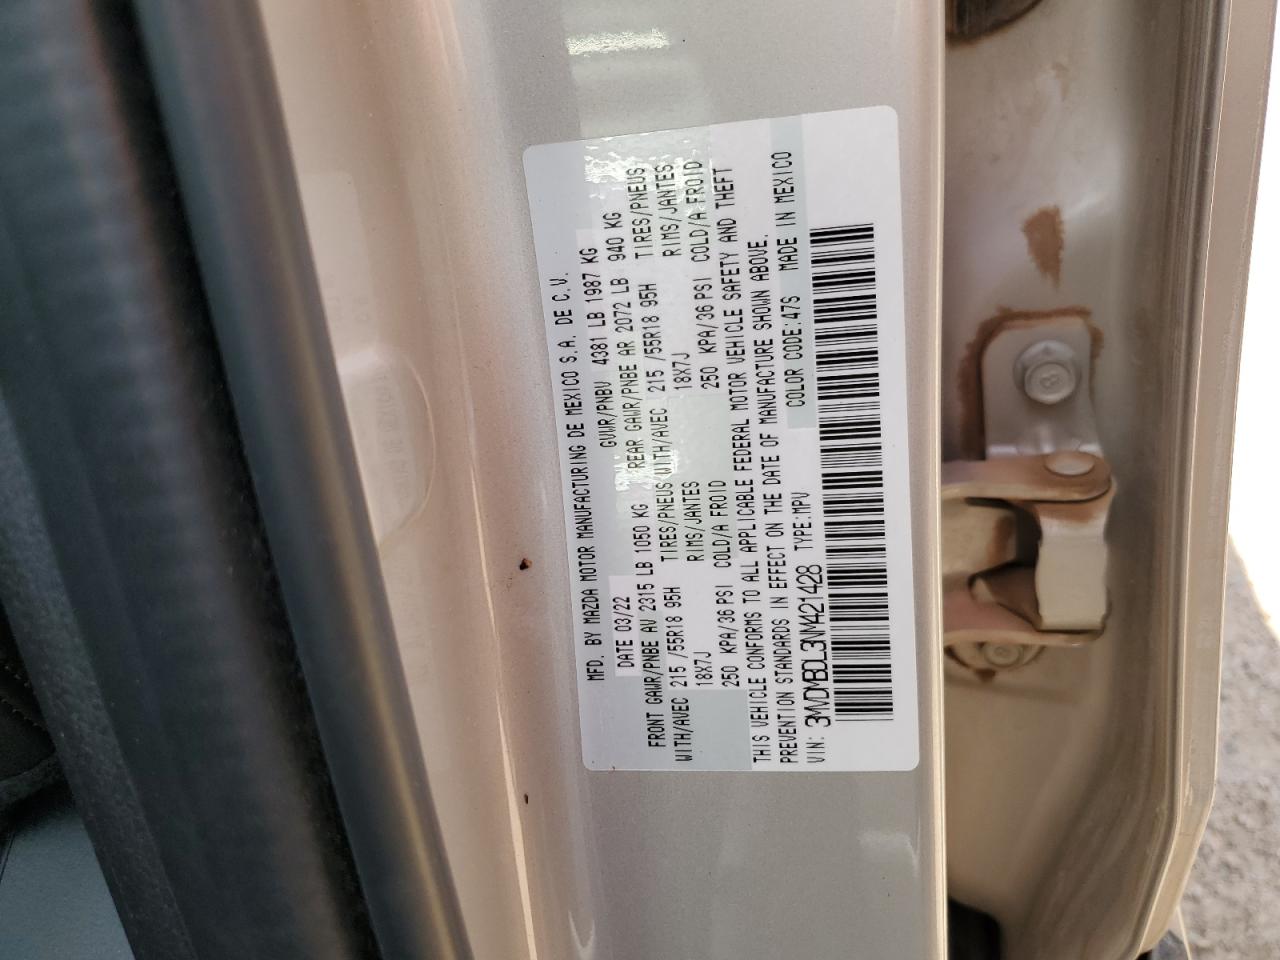 MFD. BY MAZDA MOTOR MANUFACTURING DE MEXICO S.A. DE C.V.
DATE 03/22 GVWR/PNBV 4381 LB 1987 KG
FRONT GAWR/PNBE AV 2315 LB 1050 KG REAR GAWR/PNBE AR 2072 LB 940 KG
WITH/AVEC 215 /55R18 95H TIRES/PNEUS WITH/AVEC 215 /55R18 95H TIRES/PNEUS
18X7J RIMS/JANTES 18X7J RIMS/JANTES
250 KPA/36 PSI COLD/A FROID 250 KPA/36 PSI COLD/A FROID
THIS VEHICLE CONFORMS TO ALL APPLICABLE FEDERAL MOTOR VEHICLE SAFETY AND THEFT
PREVENTION STANDARDS IN EFFECT ON THE DATE OF MANUFACTURE SHOWN ABOVE.
VIN: 3MVDMBDL3NM421428 TYPE:MPV COLOR CODE:47S MADE IN MEXICO